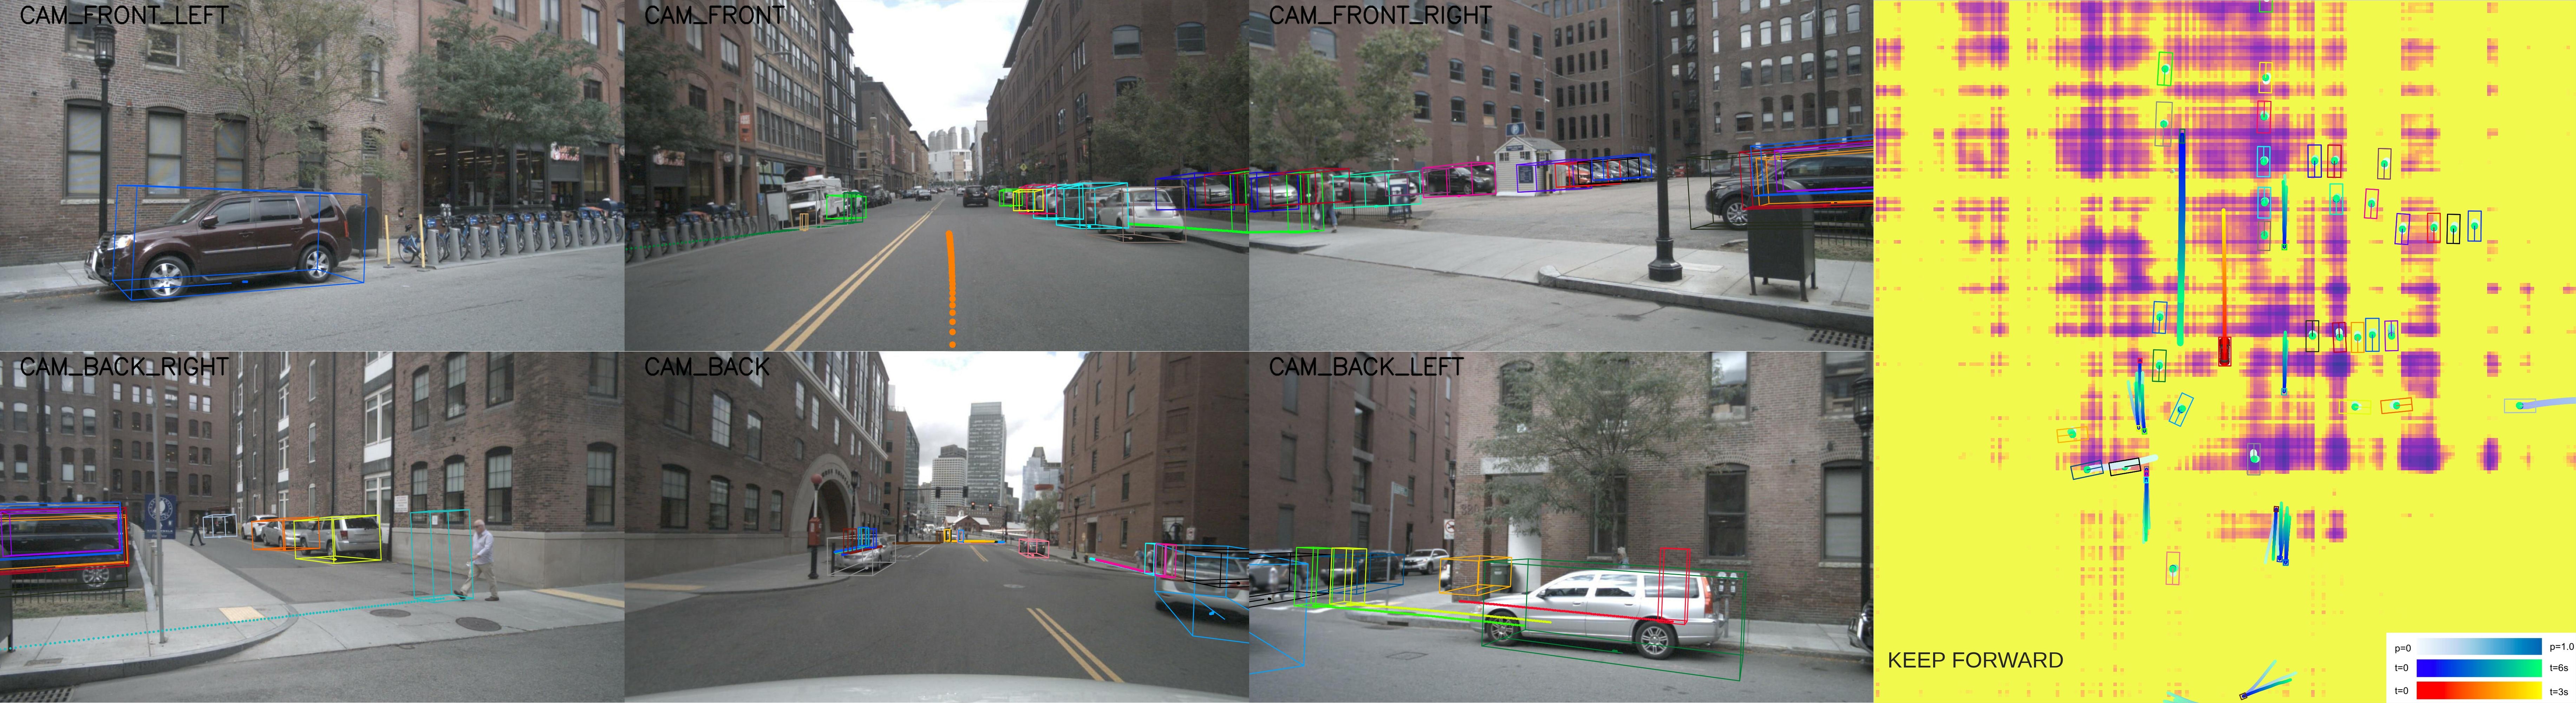 CAM_FRONT_LEFT
CAM_FRONT
CAM_FRONT_RIGHT
CAM_BACK_RIGHT
CAM_BACK
CAM_BACK_LEFT
KEEP FORWARD
p=0
p=1.0
t=0
t=6s
t=0
t=3s